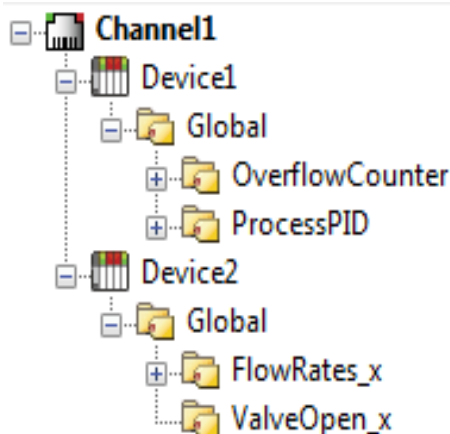 Channel1
Device1
Global
OverflowCounter
ProcessPID
Device2
Global
FlowRates_x
ValveOpen_x